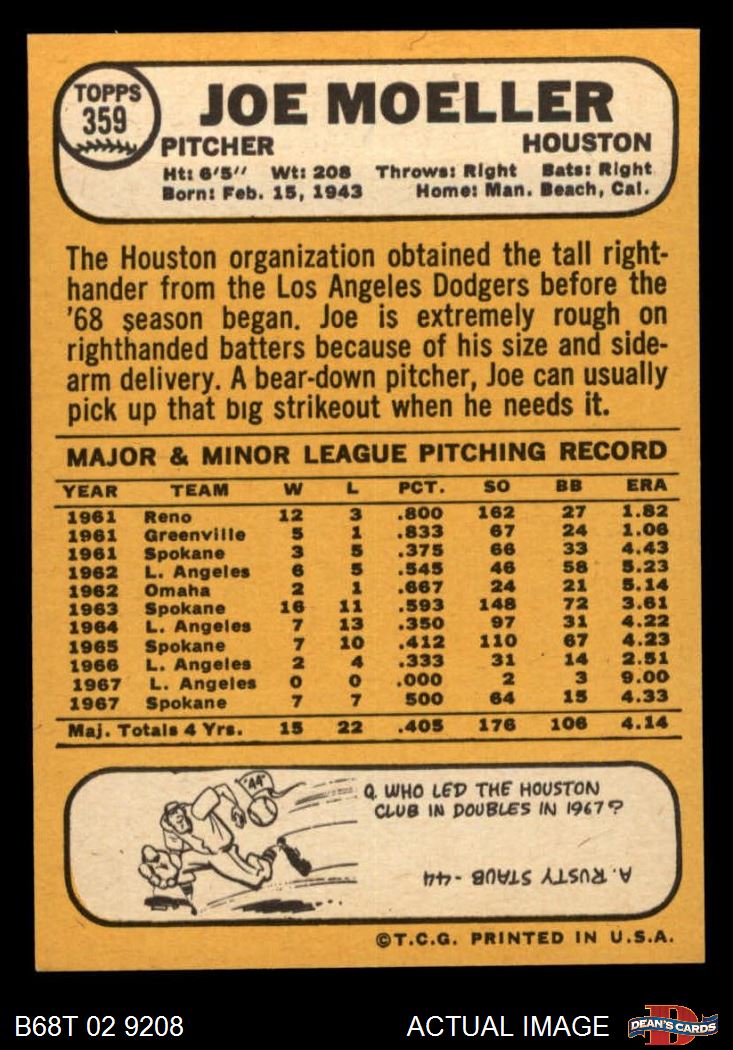 TOPPS
359
JOE MOELLER
PITCHER HOUSTON
Ht: 6'5" Wt: 208 Throws: Right Bats: Right
Born: Feb. 15, 1943 Home: Man. Beach, Cal.
The Houston organization obtained the tall right-
hander from the Los Angeles Dodgers before the
'68 season began. Joe is extremely rough on
righthanded batters because of his size and side-
arm delivery. A bear-down pitcher, Joe can usually
pick up that big strikeout when he needs it.
MAJOR & MINOR LEAGUE PITCHING RECORD
YEAR TEAM W L PCT. SO BB ERA
1961 Reno 12 3 .800 162 27 1.82
1961 Greenville 5 1 .833 67 24 1.06
1961 Spokane 3 5 .375 66 33 4.43
1962 L. Angeles 6 5 .545 46 58 5.23
1962 Omaha 2 1 .667 24 21 5.14
1963 Spokane 16 11 .593 148 72 3.61
1964 L. Angeles 7 13 .350 97 31 4.22
1965 Spokane 7 10 .412 110 67 4.23
1966 L. Angeles 2 4 .333 31 14 2.51
1967 L. Angeles 0 0 .000 2 3 9.00
1967 Spokane 7 7 500 64 15 4.33
Maj. Totals 4 Yrs. 15 22 .405 176 106 4.14
"44"
Q. WHO LED THE HOUSTON
CLUB IN DOUBLES IN 1967?
A. RUSTY STAUB - 44
©T.C.G. PRINTED IN U.S.A.
B68T 02 9208 ACTUAL IMAGE DEAN'S CARDS